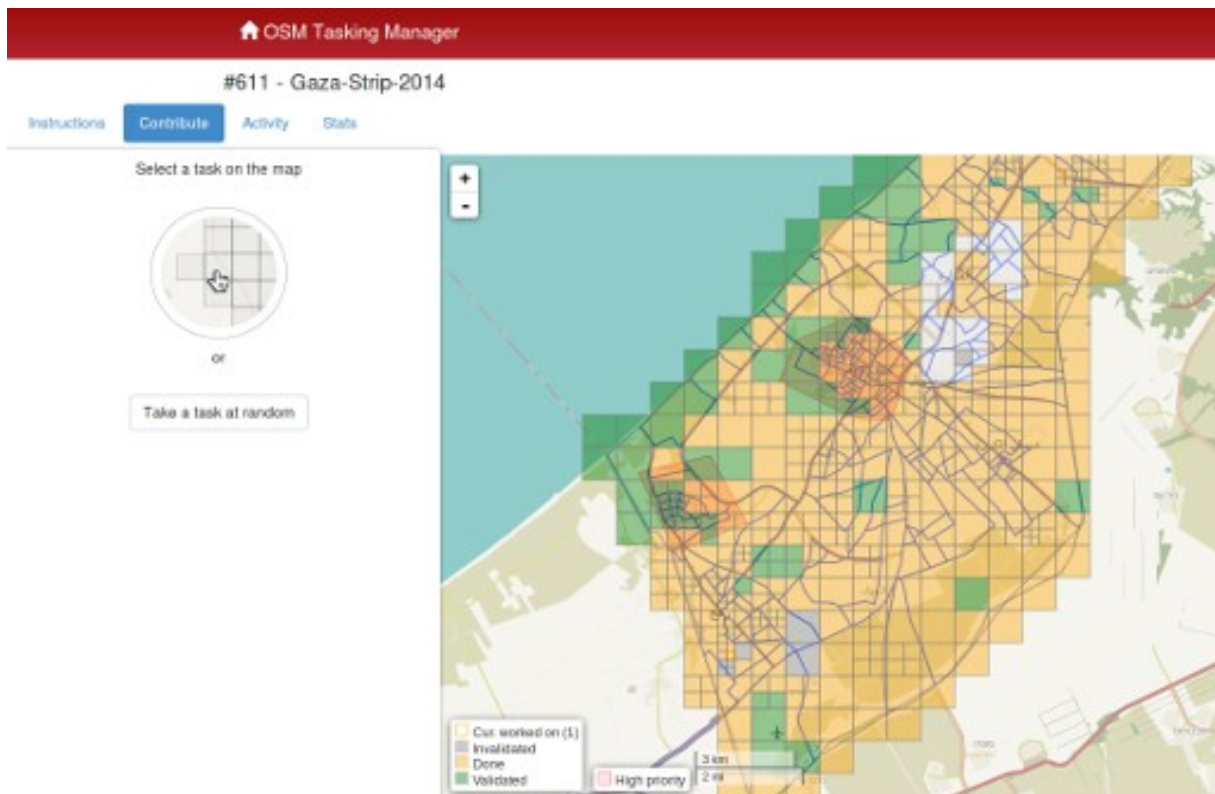 OSM Tasking Manager
#611 - Gaza-Strip-2014
Instructions Contribute Activity Stats
Select a task on the map
or
Take a task at random
+
-
Cur. worked on (1)
Invalidated
Done
Validated
High priority
3 km
2 mi